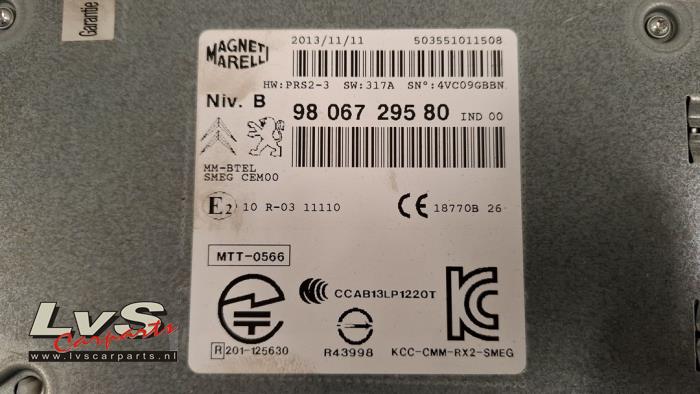 Garantie
MAGNETI
MARELLI
2013/11/11 503551011508
HW:PRS2-3 SW:317A SN°:4VC09GBBN
Niv. B 98 067 295 80 IND 00
MM-BTEL
SMEG CEM00
E2 10 R-03 11110 CE 18770B 26
MTT-0566
CCAB13LP1220T
R 201-125630 R43998 KCC-CMM-RX2-SMEG
LvS
Carparts
www.lvscarparts.nl